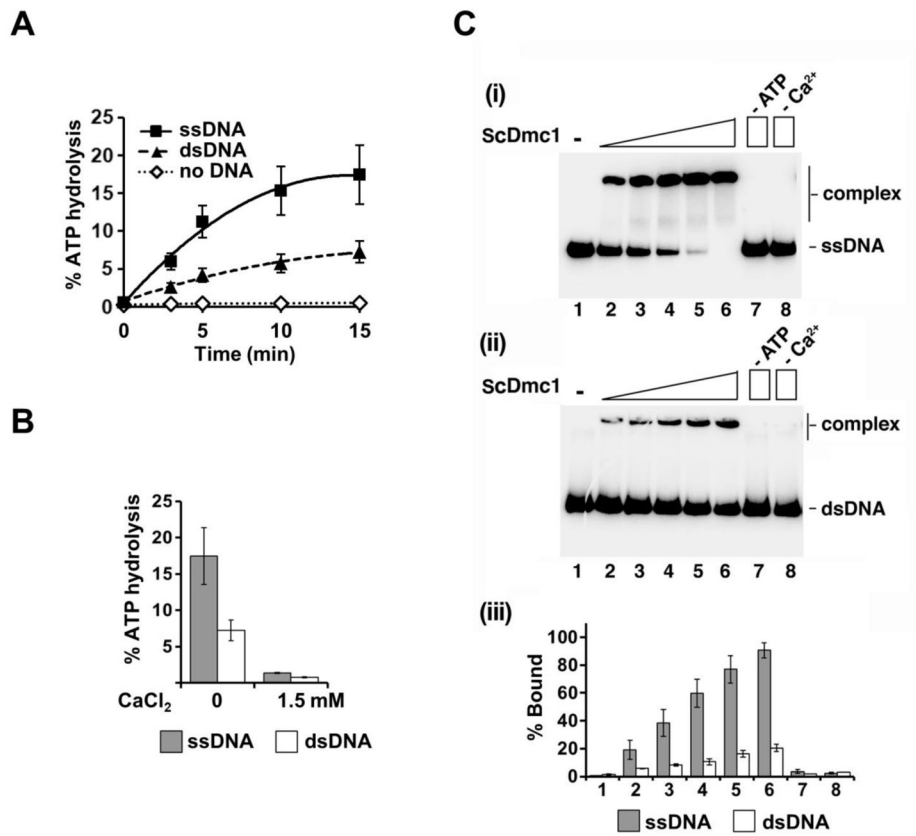 A
% ATP hydrolysis
25
20
15
10
5
0
ssDNA
dsDNA
no DNA
0 5 10 15
Time (min)
B
% ATP hydrolysis
25
20
15
10
5
CaCl2 0 1.5 mM
ssDNA dsDNA
C
(i)
ScDmc1 - - ATP - Ca2+
complex
ssDNA
1 2 3 4 5 6 7 8
(ii)
ScDmc1 - - ATP - Ca2+
complex
dsDNA
1 2 3 4 5 6 7 8
(iii)
% Bound
100
80
60
40
20
0
1 2 3 4 5 6 7 8
ssDNA dsDNA